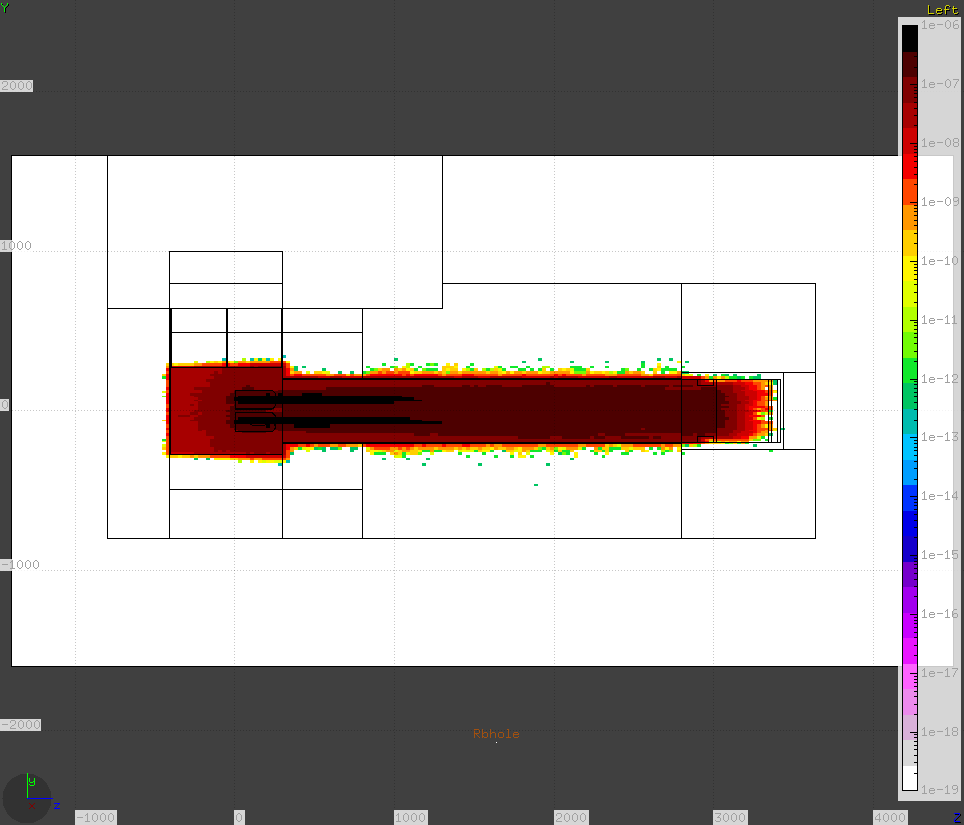 Y
Left
1e-06
2000
1e-07
1e-08
1e-09
1000
1e-10
1e-11
1e-12
0
1e-13
1e-14
1e-15
-1000
1e-16
1e-17
-2000
Rbhole
1e-18
y
1e-19
z
-1000
0
1000
2000
3000
4000
Z